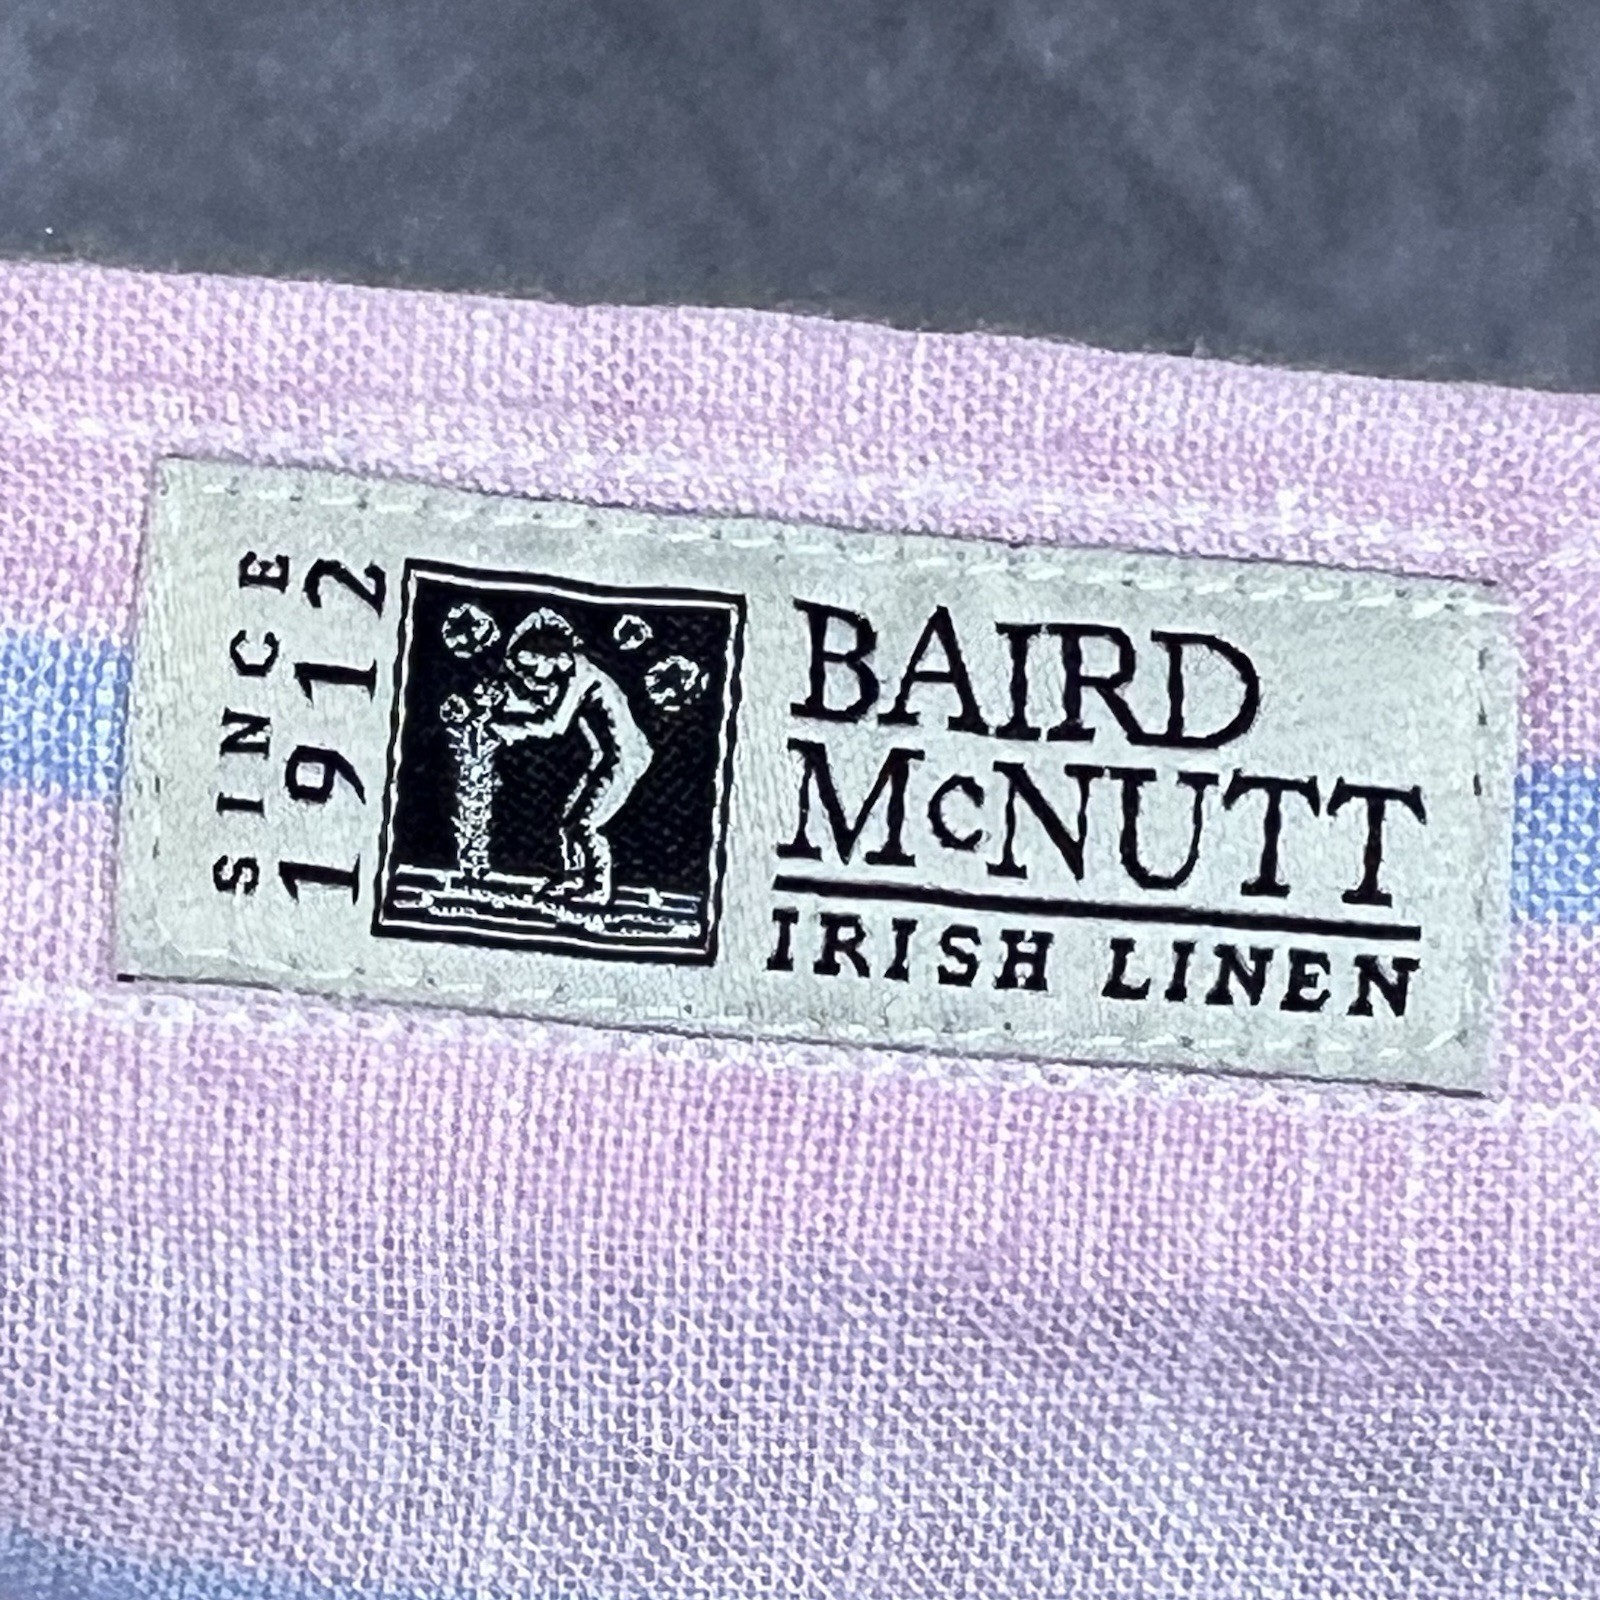 SINCE
1912
BAIRD
McNUTT
IRISH LINEN